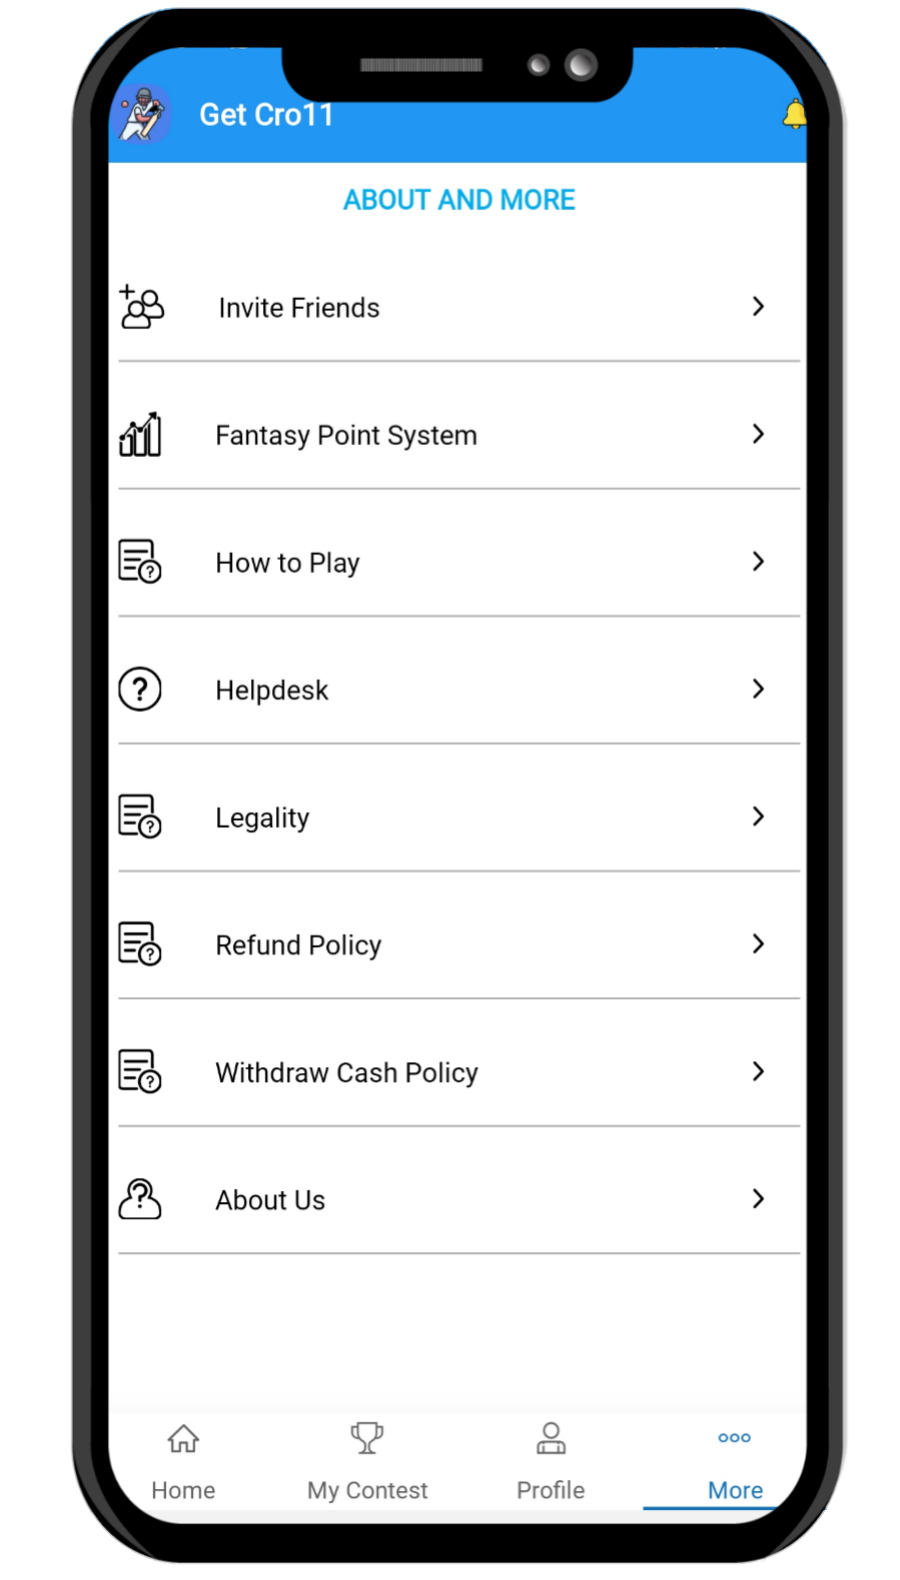 Get Cro11
ABOUT AND MORE
Invite Friends
Fantasy Point System
How to Play
Helpdesk
Legality
Refund Policy
Withdraw Cash Policy
About Us
Home
My Contest
Profile
More